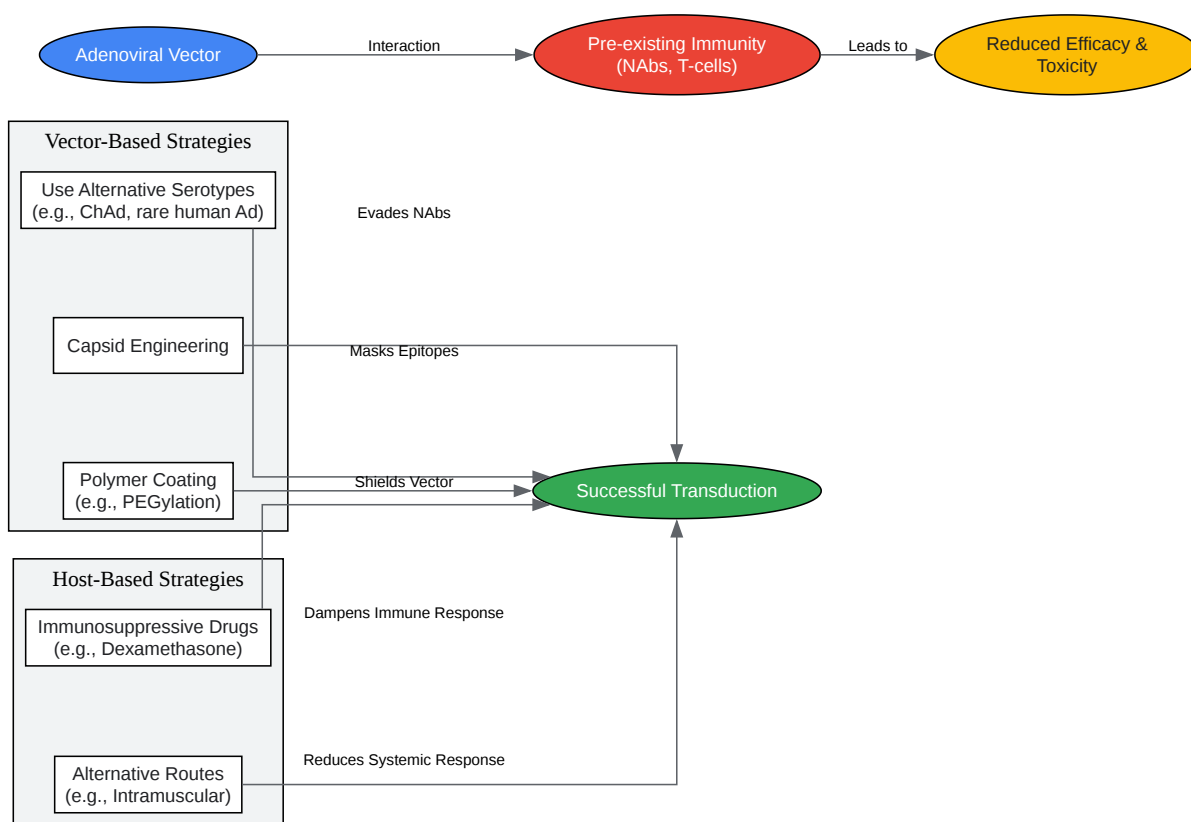 Adenoviral Vector
Interaction
Pre-existing Immunity
(NAbs, T-cells)
Leads to
Reduced Efficacy &
Toxicity
Vector-Based Strategies
Use Alternative Serotypes
(e.g., ChAd, rare human Ad)
Evades NAbs
Capsid Engineering
Masks Epitopes
Polymer Coating
(e.g., PEGylation)
Shields Vector
Successful Transduction
Host-Based Strategies
Immunosuppressive Drugs
(e.g., Dexamethasone)
Dampens Immune Response
Alternative Routes
(e.g., Intramuscular)
Reduces Systemic Response